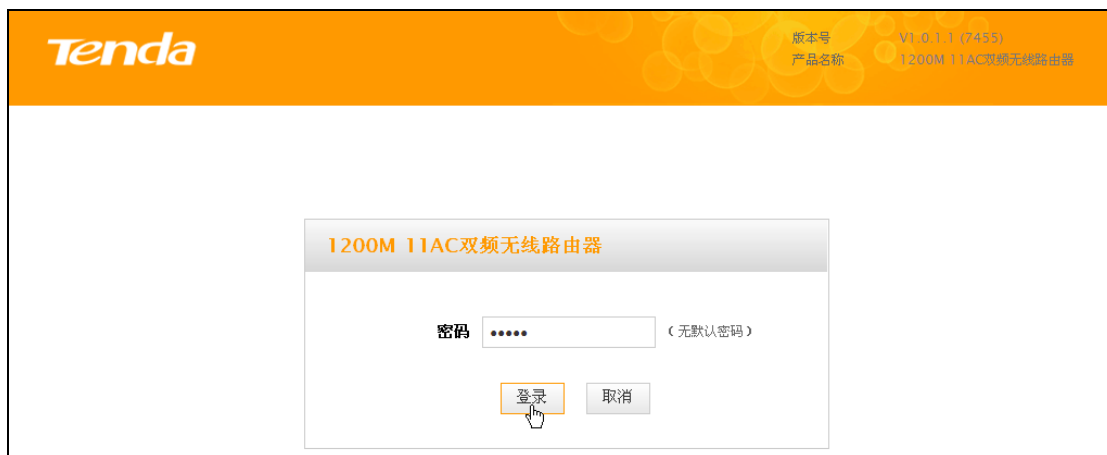 Tenda
版本号 V1.0.1.1 (7455)
产品名称 1200M 11AC双频无线路由器
1200M 11AC双频无线路由器
密码 ••••• (无默认密码)
登录 取消